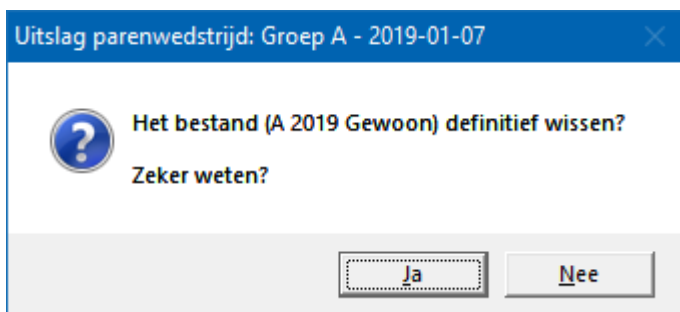 Uitslag parenwedstrijd: Groep A - 2019-01-07
Het bestand (A 2019 Gewoon) definitief wissen?
Zeker weten?
Ja
Nee